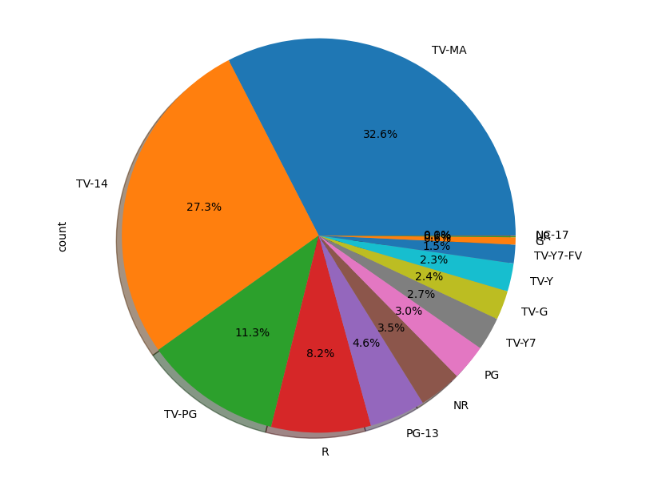 TV-MA
32.6%
TV-14
27.3%
count
NC-17
G
TV-Y7-FV
1.5%
2.3%
TV-Y
2.4%
TV-G
2.7%
TV-Y7
3.0%
PG
3.5%
NR
4.6%
PG-13
8.2%
R
11.3%
TV-PG